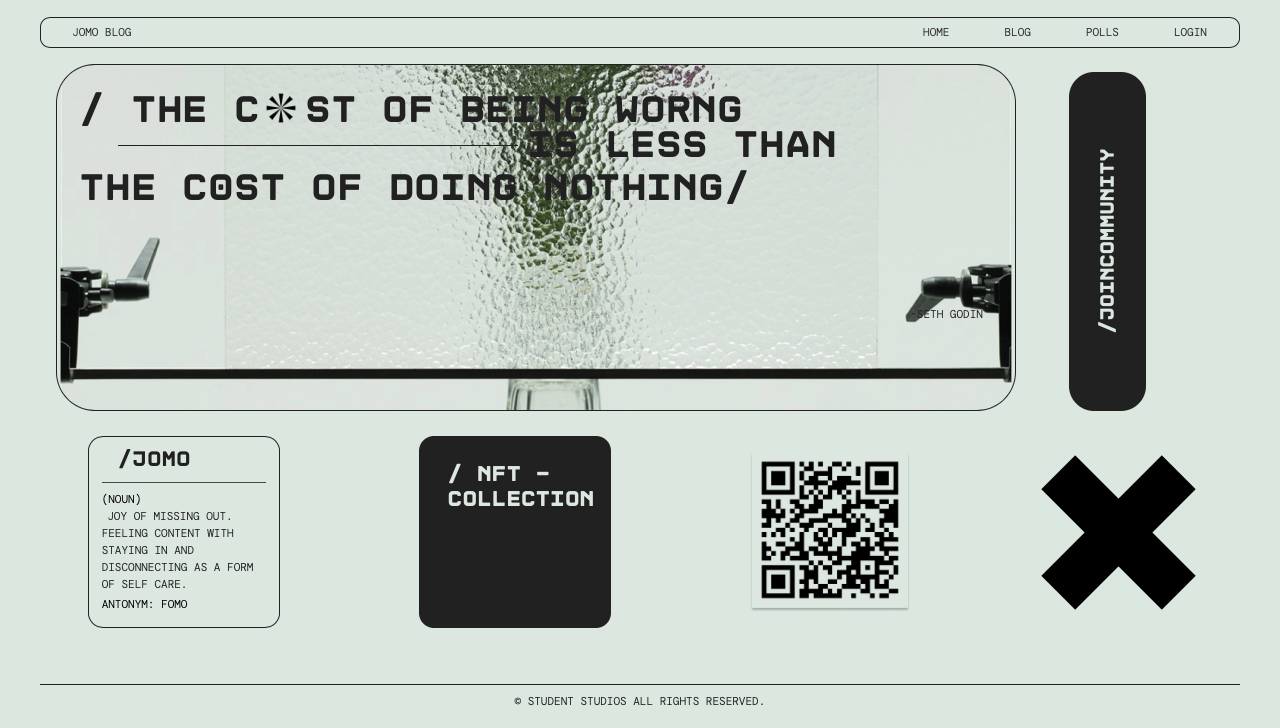 JOMO BLOG
HOME BLOG POLLS LOGIN
/ THE C✳ST OF BEING WORNG
IS LESS THAN
THE C0ST OF DOING NOTHING/
-SETH GODIN
/JOINCOMMUNITY
/JOMO
(NOUN)
JOY OF MISSING OUT.
FEELING CONTENT WITH
STAYING IN AND
DISCONNECTING AS A FORM
OF SELF CARE.
ANTONYM: FOMO
/ NFT -
COLLECTION
© STUDENT STUDIOS ALL RIGHTS RESERVED.